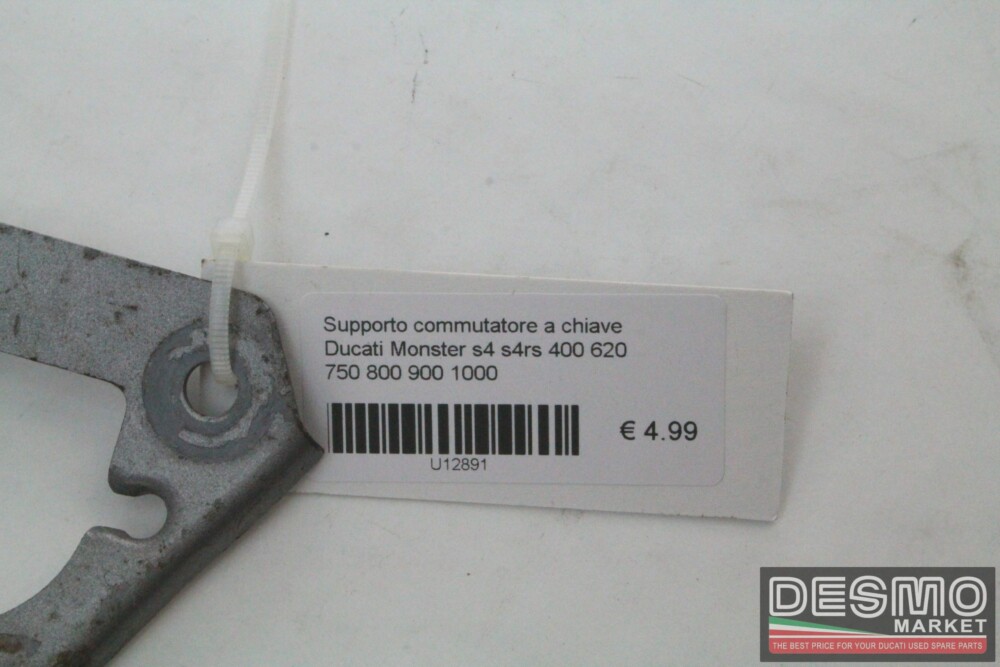 Supporto commutatore a chiave
Ducati Monster s4 s4rs 400 620
750 800 900 1000
€ 4.99
U12891
DESMO
MARKET
THE BEST PRICE FOR YOUR DUCATI USED SPARE PARTS